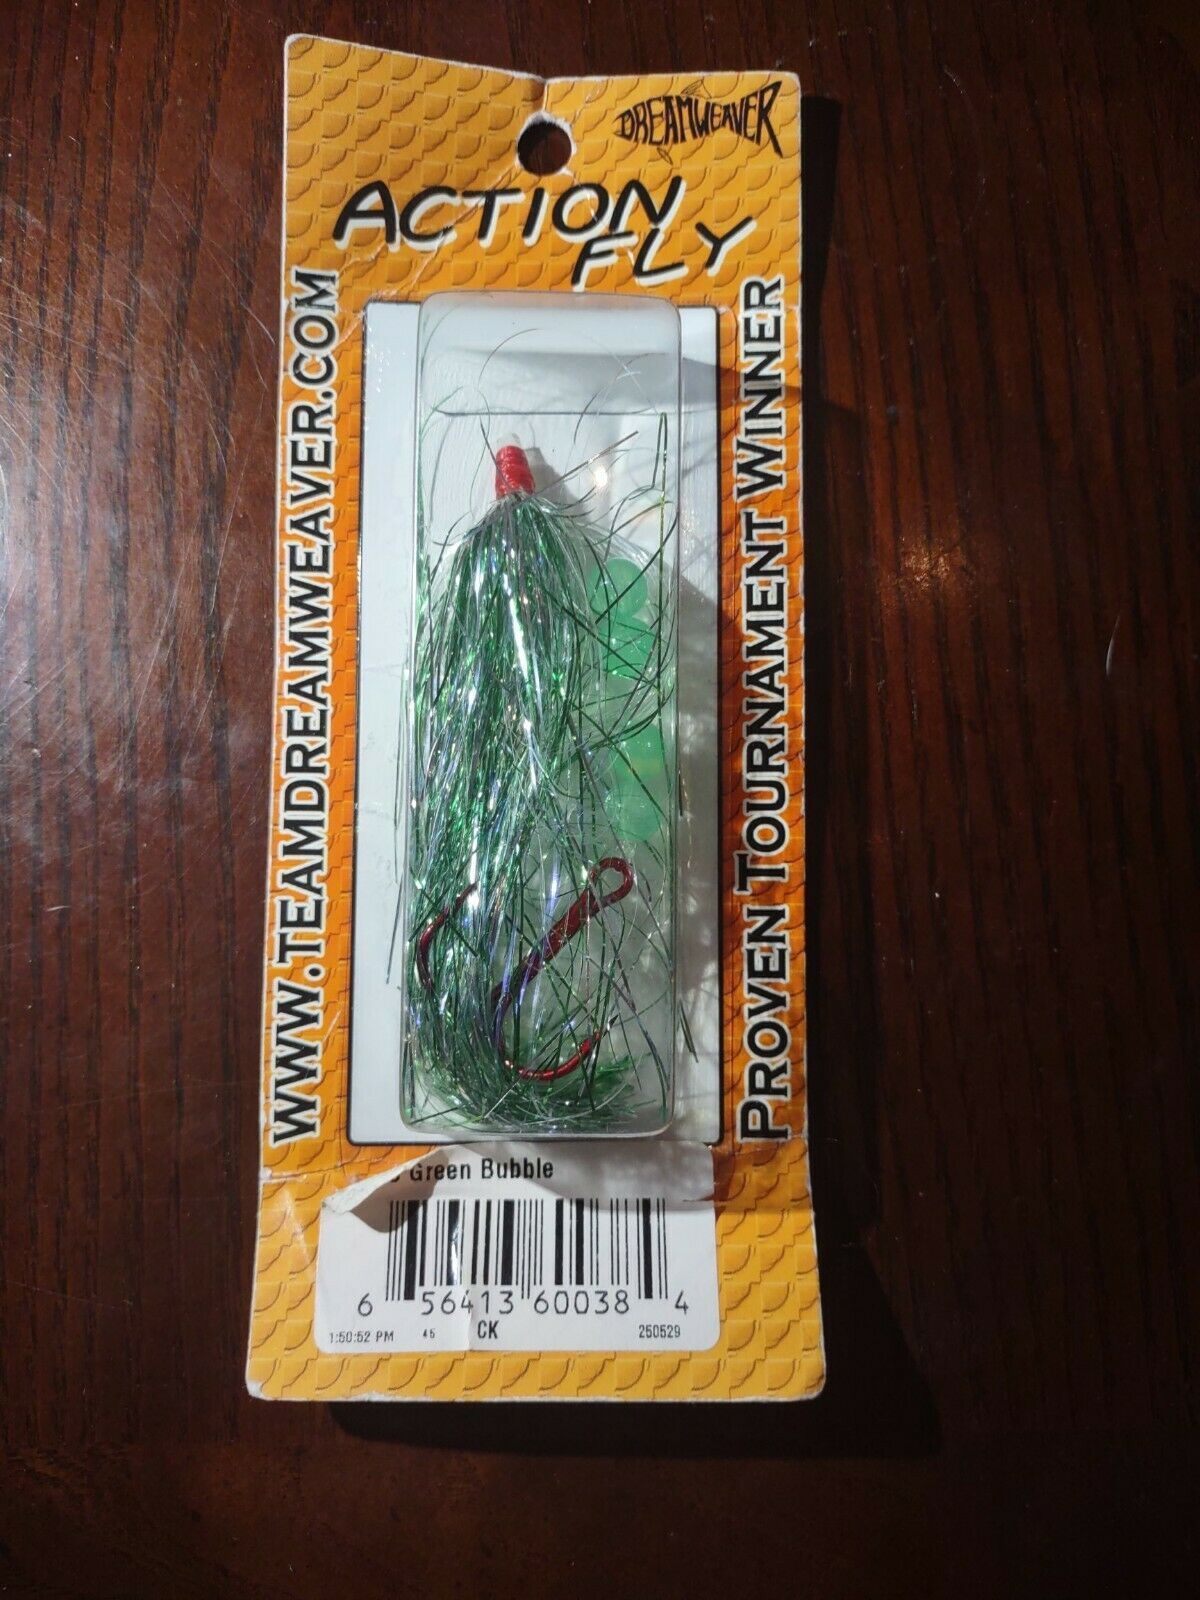 DREAMWEAVER
ACTION
FLY
WWW.TEAMDREAMWEAVER.COM
PROVEN TOURNAMENT WINNER
Green Bubble
6 56413 60038 4
1:50:52 PM 45 CK 250529